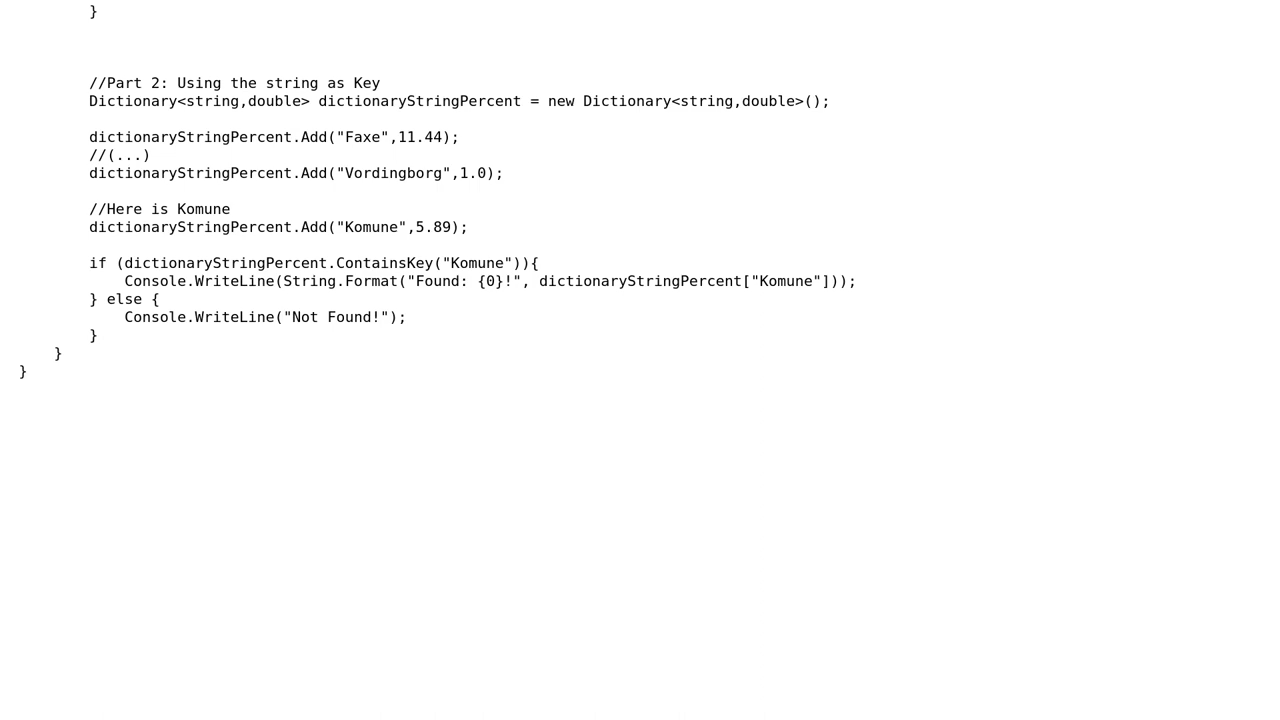 }
//Part 2: Using the string as Key
Dictionary<string,double> dictionaryStringPercent = new Dictionary<string,double>();
dictionaryStringPercent.Add("Faxe",11.44);
//(...)
dictionaryStringPercent.Add("Vordingborg",1.0);
//Here is Komune
dictionaryStringPercent.Add("Komune",5.89);
if (dictionaryStringPercent.ContainsKey("Komune")){
Console.WriteLine(String.Format("Found: {0}!", dictionaryStringPercent["Komune"]));
} else {
Console.WriteLine("Not Found!");
}
}
}